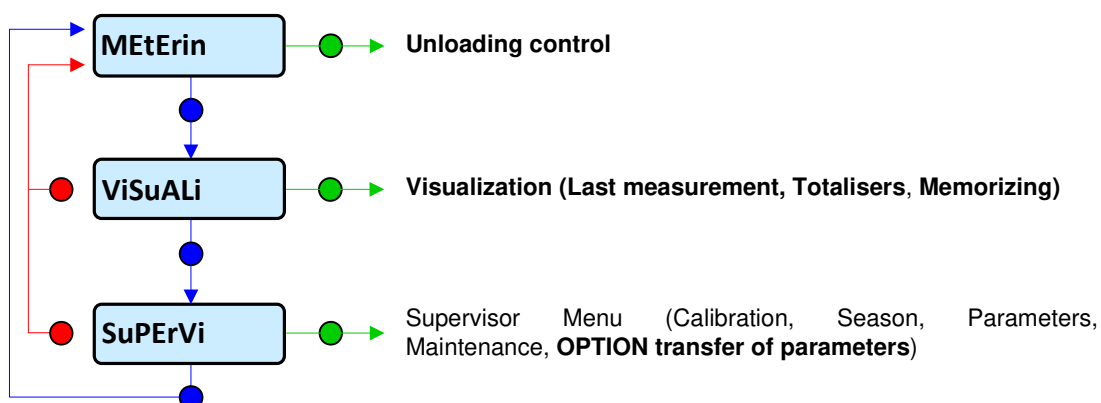 MEtErin
Unloading control
ViSuALi
Visualization (Last measurement, Totalisers, Memorizing)
SuPErVi
Supervisor Menu (Calibration, Season, Parameters,
Maintenance, OPTION transfer of parameters)